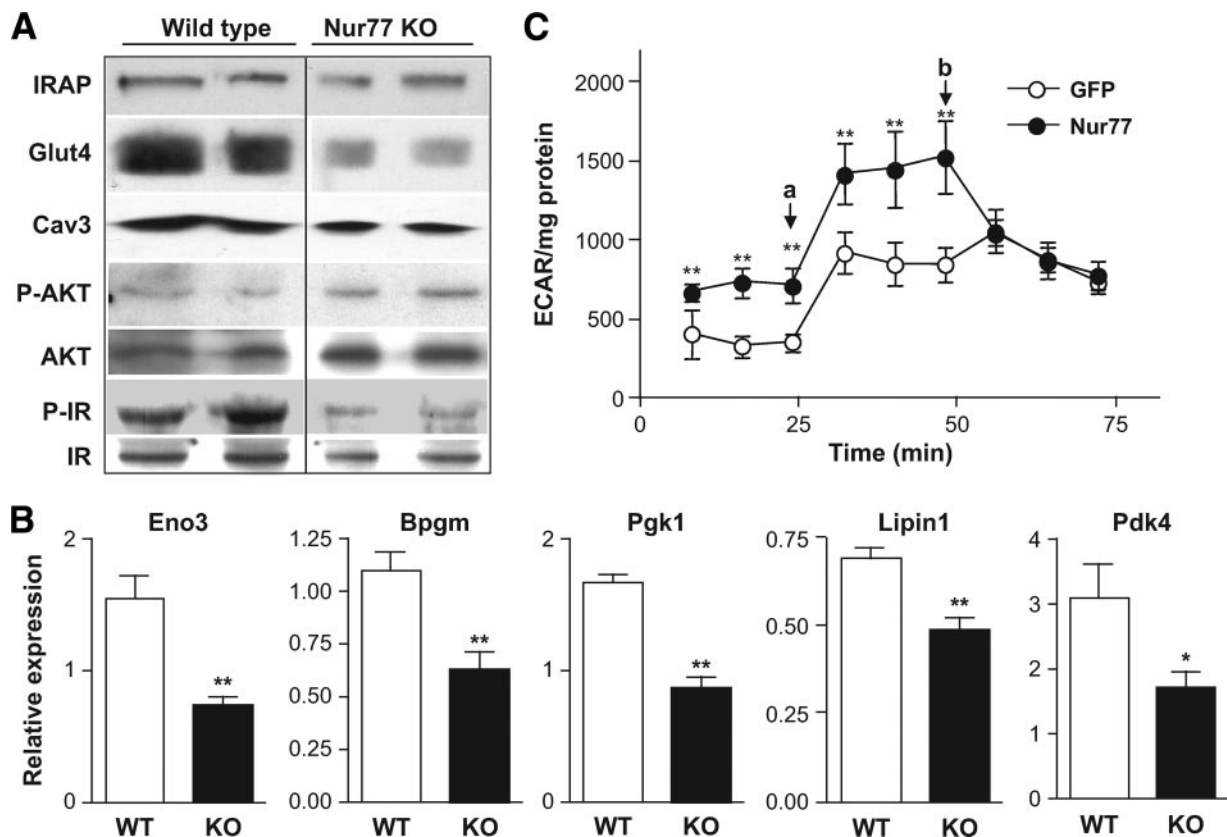 A
Wild type
Nur77 KO
IRAP
Glut4
Cav3
P-AKT
AKT
P-IR
IR
C
2000
1500
1000
500
0
ECAR/mg protein
0
25
50
75
Time (min)
GFP
Nur77
a
b
**
**
**
**
**
**
B
Relative expression
Eno3
2
1
0
**
WT
KO
Bpgm
1.25
1.00
0.75
0.50
0.25
0.00
**
WT
KO
Pgk1
2
1
0
**
WT
KO
Lipin1
0.75
0.50
0.25
0.00
**
WT
KO
Pdk4
4
3
2
1
0
*
WT
KO